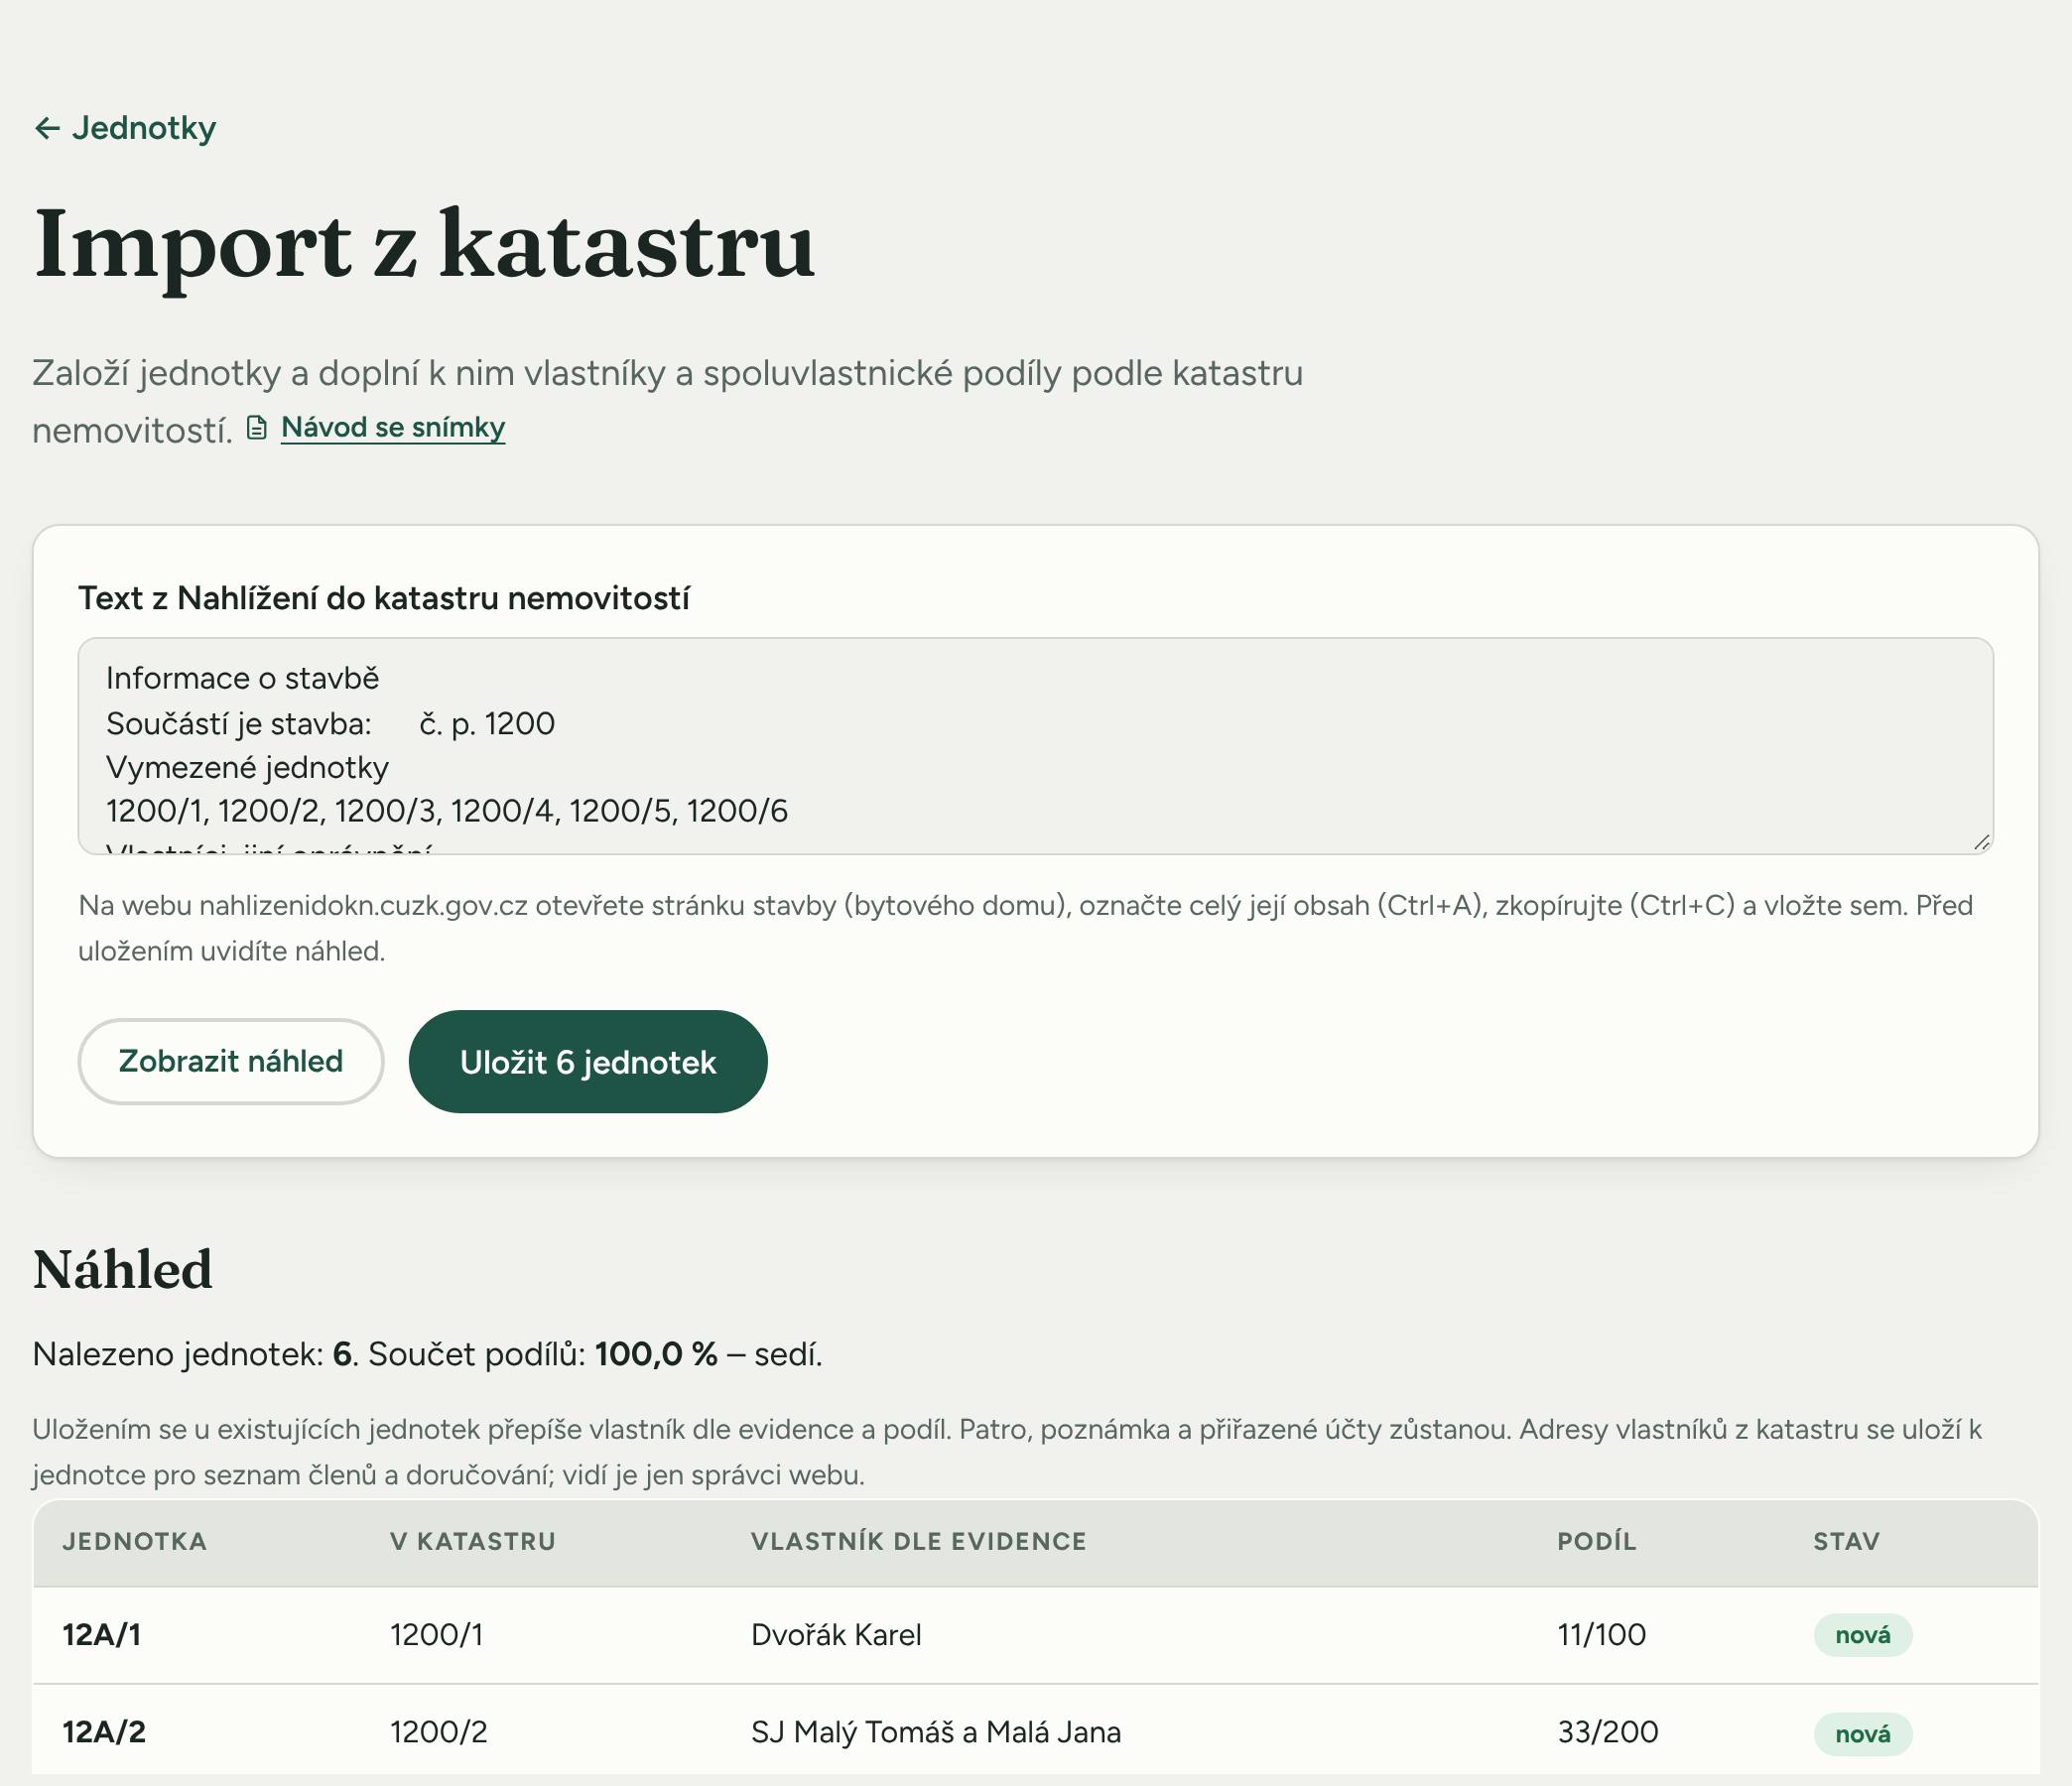 ← Jednotky
Import z katastru
Založí jednotky a doplní k nim vlastníky a spoluvlastnické podíly podle katastru
nemovitostí. Návod se snímky
Text z Nahlížení do katastru nemovitostí
Informace o stavbě
Součástí je stavba: č. p. 1200
Vymezené jednotky
1200/1, 1200/2, 1200/3, 1200/4, 1200/5, 1200/6
Na webu nahlizenidokn.cuzk.gov.cz otevřete stránku stavby (bytového domu), označte celý její obsah (Ctrl+A), zkopírujte (Ctrl+C) a vložte sem. Před
uložením uvidíte náhled.
Zobrazit náhled Uložit 6 jednotek
Náhled
Nalezeno jednotek: 6. Součet podílů: 100,0 % – sedí.
Uložením se u existujících jednotek přepíše vlastník dle evidence a podíl. Patro, poznámka a přiřazené účty zůstanou. Adresy vlastníků z katastru se uloží k
jednotce pro seznam členů a doručování; vidí je jen správci webu.
JEDNOTKA V KATASTRU VLASTNÍK DLE EVIDENCE PODÍL STAV
12A/1 1200/1 Dvořák Karel 11/100 nová
12A/2 1200/2 SJ Malý Tomáš a Malá Jana 33/200 nová